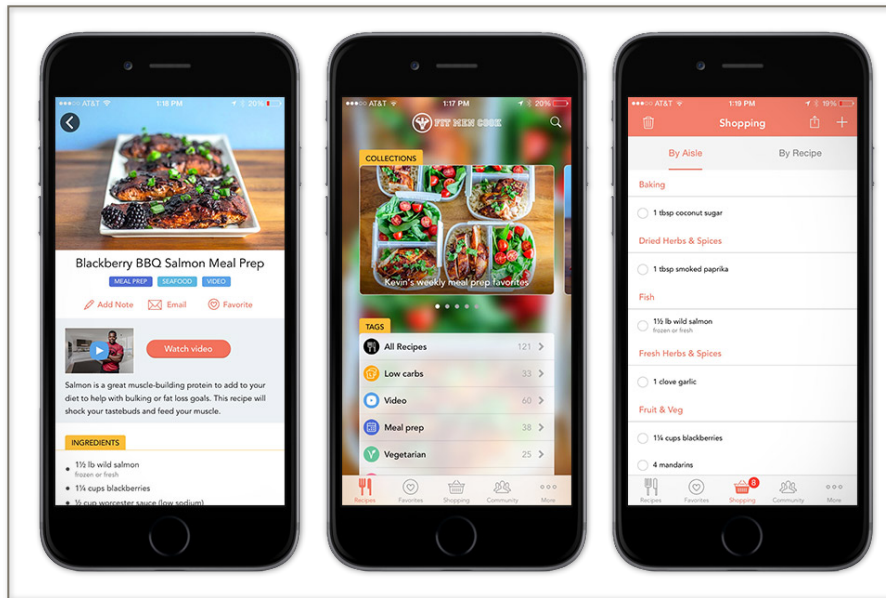 AT&T 1:18 PM 20%
Blackberry BBQ Salmon Meal Prep
MEAL PREP SEAFOOD VIDEO
Add Note Email Favorite
Watch video
Salmon is a great muscle-building protein to add to your
diet to help with bulking or fat loss goals. This recipe will
shock your tastebuds and feed your muscle.
INGREDIENTS
1½ lb wild salmon
frozen or fresh
1¼ cups blackberries
½ cup worcester sauce (low sodium)
AT&T 1:17 PM 20%
FIT MEN COOK
COLLECTIONS
Kevin's weekly meal prep favorites
TAGS
All Recipes 121
Low carbs 33
Video 60
Meal prep 38
Vegetarian 25
Recipes Favorites Shopping Community More
AT&T 1:19 PM 19%
Shopping
By Aisle By Recipe
Baking
1 tbsp coconut sugar
Dried Herbs & Spices
1 tbsp smoked paprika
Fish
1½ lb wild salmon
frozen or fresh
Fresh Herbs & Spices
1 clove garlic
Fruit & Veg
1¼ cups blackberries
4 mandarins
8
Recipes Favorites Shopping Community More